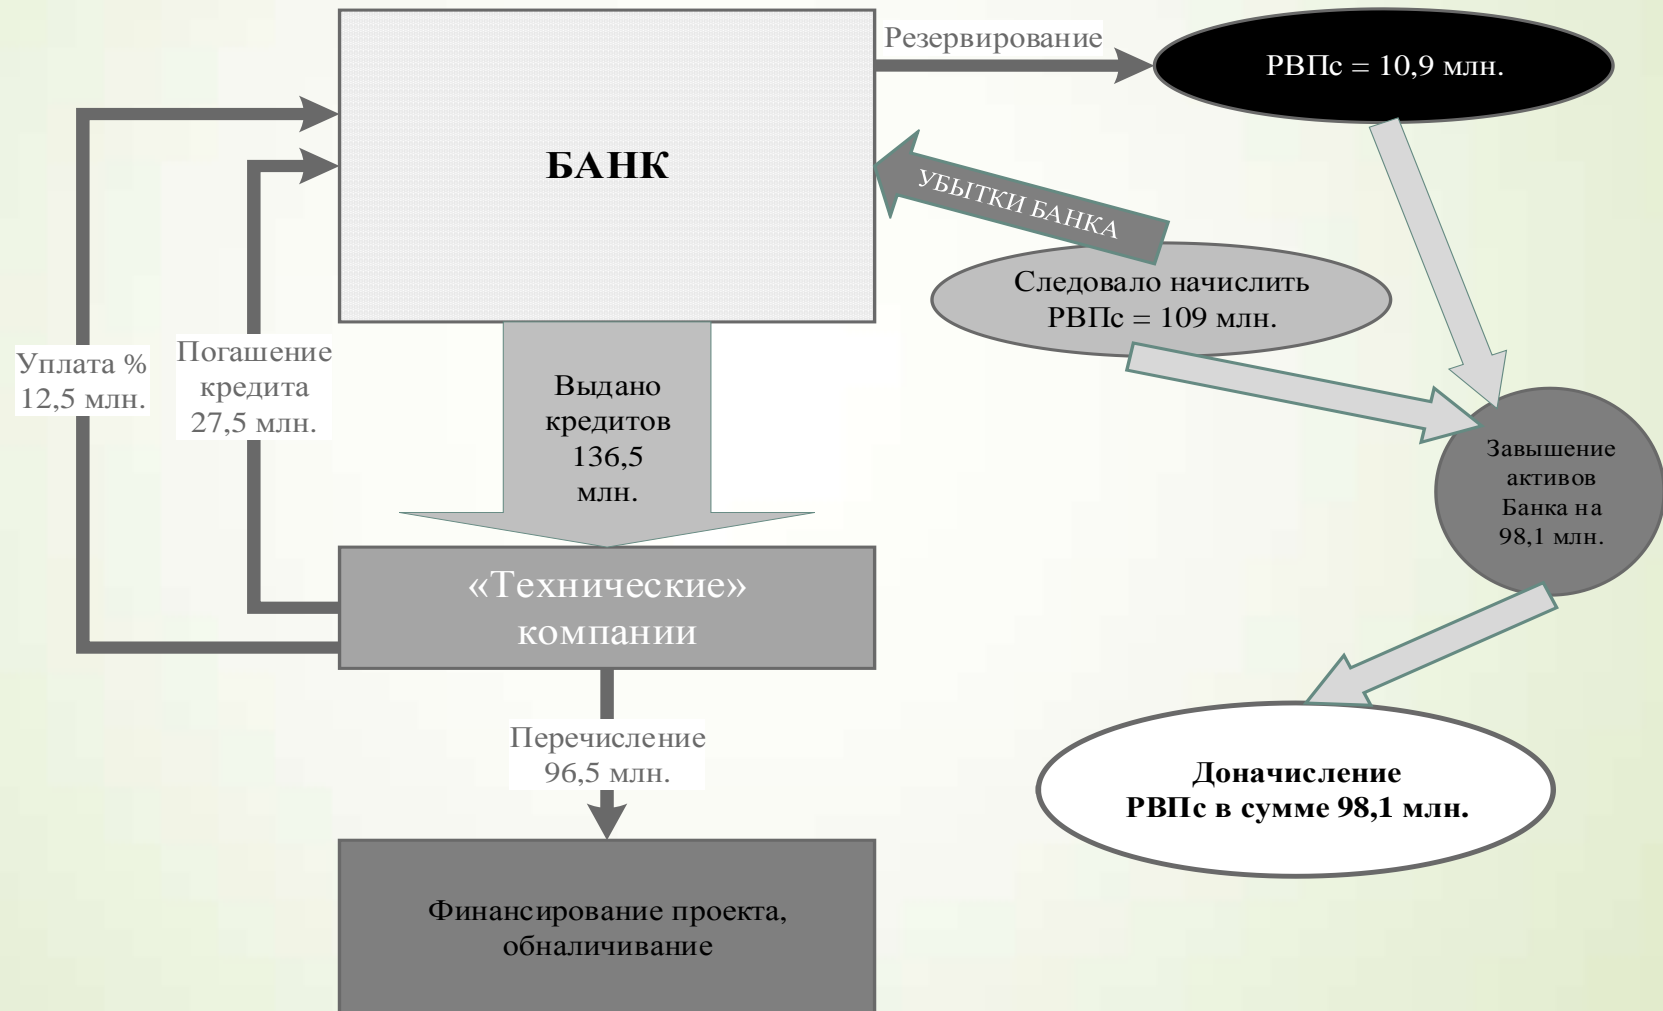 Резервирование
РВПс = 10,9 млн.
БАНК
УБЫТКИ БАНКА
Следовало начислить
РВПс = 109 млн.
Уплата %
12,5 млн.
Погашение
кредита
27,5 млн.
Выдано
кредитов
136,5
млн.
Завышение
активов
Банка на
98,1 млн.
«Технические»
компании
Перечисление
96,5 млн.
Доначисление
РВПс в сумме 98,1 млн.
Финансирование проекта,
обналичивание